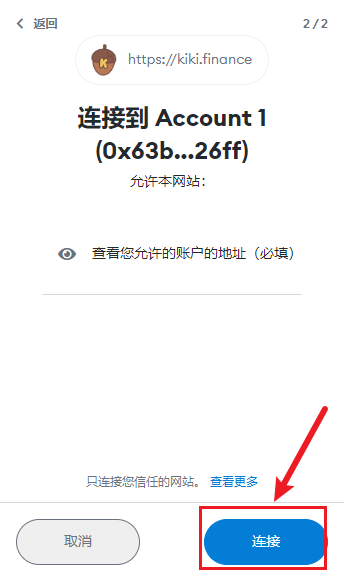 返回
2 / 2
https://kiki.finance
连接到 Account 1
(0x63b...26ff)
允许本网站：
查看您允许的账户的地址（必填）
只连接您信任的网站。 查看更多
取消
连接